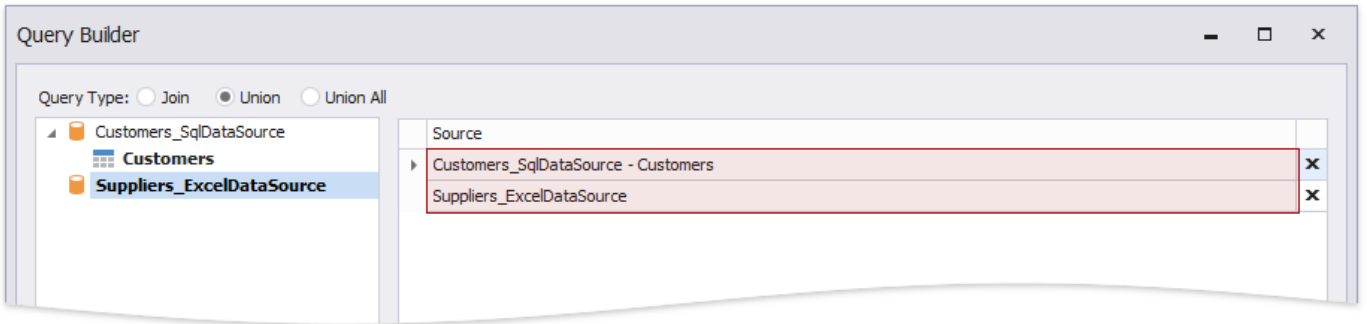 Query Builder
Query Type: Join Union Union All
Customers_SqlDataSource
Customers
Suppliers_ExcelDataSource
Source
Customers_SqlDataSource - Customers
Suppliers_ExcelDataSource